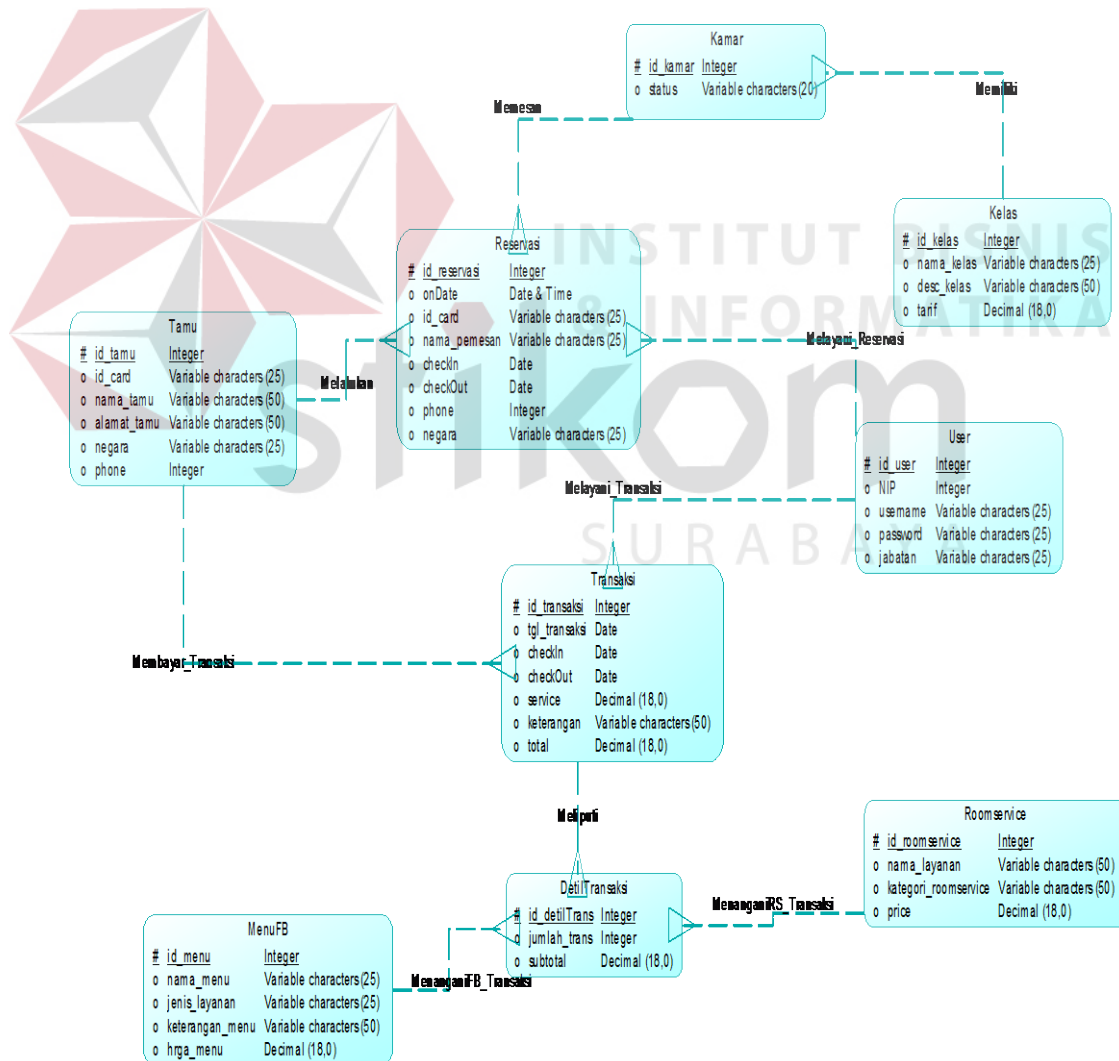 Kamar
# id_kamar Integer
o status Variable characters (20)
Memesan
Memiliki
Kelas
# id_kelas Integer
o nama_kelas Variable characters (25)
o desc_kelas Variable characters (50)
o tarif Decimal (18,0)
Reservasi
# id_reservasi Integer
o onDate Date & Time
o id_card Variable characters (25)
o nama_pemesan Variable characters (25)
o checkIn Date
o checkOut Date
o phone Integer
o negara Variable characters (25)
INSTITUT BISNIS
& INFORMATIKA
stikom
SURABAYA
Tamu
# id_tamu Integer
o id_card Variable characters (25)
o nama_tamu Variable characters (50)
o alamat_tamu Variable characters (50)
o negara Variable characters (25)
o phone Integer
Melakukan
Melayani_Reservasi
User
# id_user Integer
o NIP Integer
o username Variable characters (25)
o password Variable characters (25)
o jabatan Variable characters (25)
Melayani_Transaksi
Transaksi
# id_transaksi Integer
o tgl_transaksi Date
o checkIn Date
o checkOut Date
o service Decimal (18,0)
o keterangan Variable characters (50)
o total Decimal (18,0)
Membayar_Transaksi
Meliputi
Roomservice
# id_roomservice Integer
o nama_layanan Variable characters (50)
o kategori_roomservice Variable characters (50)
o price Decimal (18,0)
DetilTransaksi
# id_detilTrans Integer
o jumlah_trans Integer
o subtotal Decimal (18,0)
MenanganiRS_Transaksi
MenanganiFB_Transaksi
MenuFB
# id_menu Integer
o nama_menu Variable characters (25)
o jenis_layanan Variable characters (25)
o keterangan_menu Variable characters (50)
o hrga_menu Decimal (18,0)